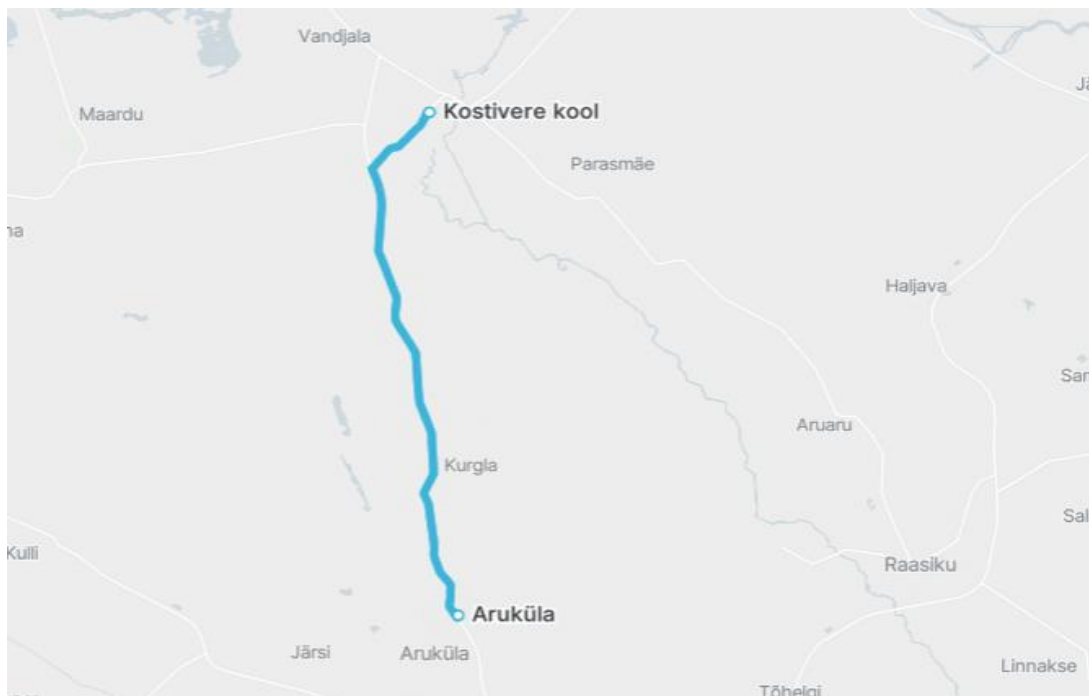 Vandjala
Maardu
Kostivere kool
Parasmäe
Haljava
Aruaru
Kurgla
Kulli
Raasiku
Aruküla
Järsi
Aruküla
Linnakse
Tõhelgi